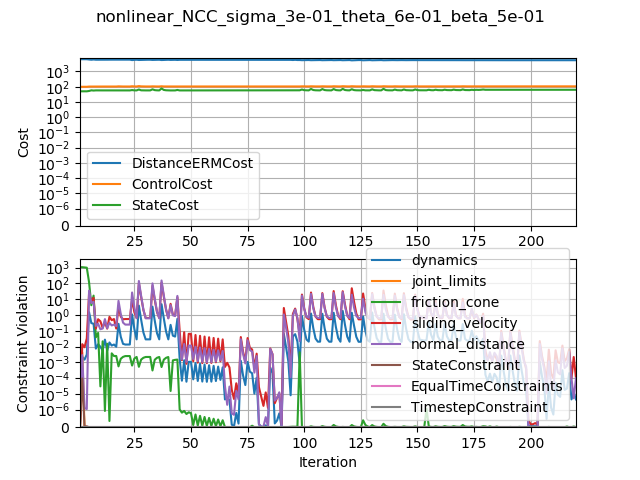 nonlinear_NCC_sigma_3e-01_theta_6e-01_beta_5e-01
Cost
10³
10²
10¹
10⁰
10⁻¹
10⁻²
10⁻³
10⁻⁴
10⁻⁵
10⁻⁶
0
DistanceERMCost
ControlCost
StateCost
25 50 75 100 125 150 175 200
Constraint Violation
10³
10²
10¹
10⁰
10⁻¹
10⁻²
10⁻³
10⁻⁴
10⁻⁵
10⁻⁶
0
dynamics
joint_limits
friction_cone
sliding_velocity
normal_distance
StateConstraint
EqualTimeConstraints
TimestepConstraint
25 50 75 100 125 150 175 200
Iteration